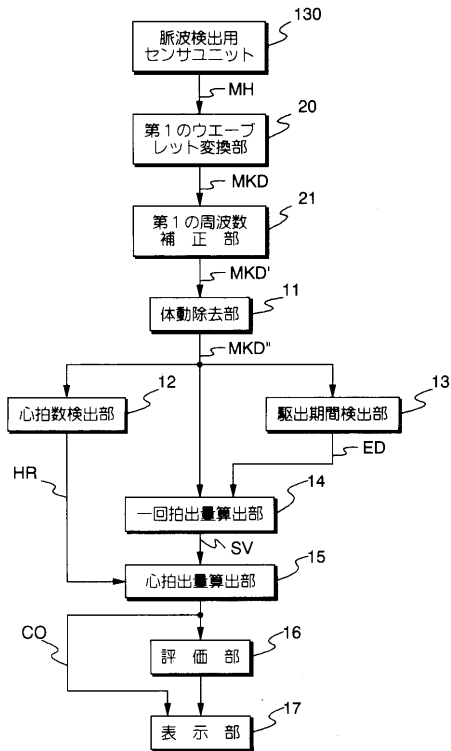 130
脈波検出用
センサユニット
MH
20
第1のウエーブ
レット変換部
MKD
21
第1の周波数
補正部
MKD'
11
体動除去部
MKD"
12
心拍数検出部
13
駆出期間検出部
HR
ED
14
一回拍出量算出部
SV
15
心拍出量算出部
CO
16
評価部
17
表示部